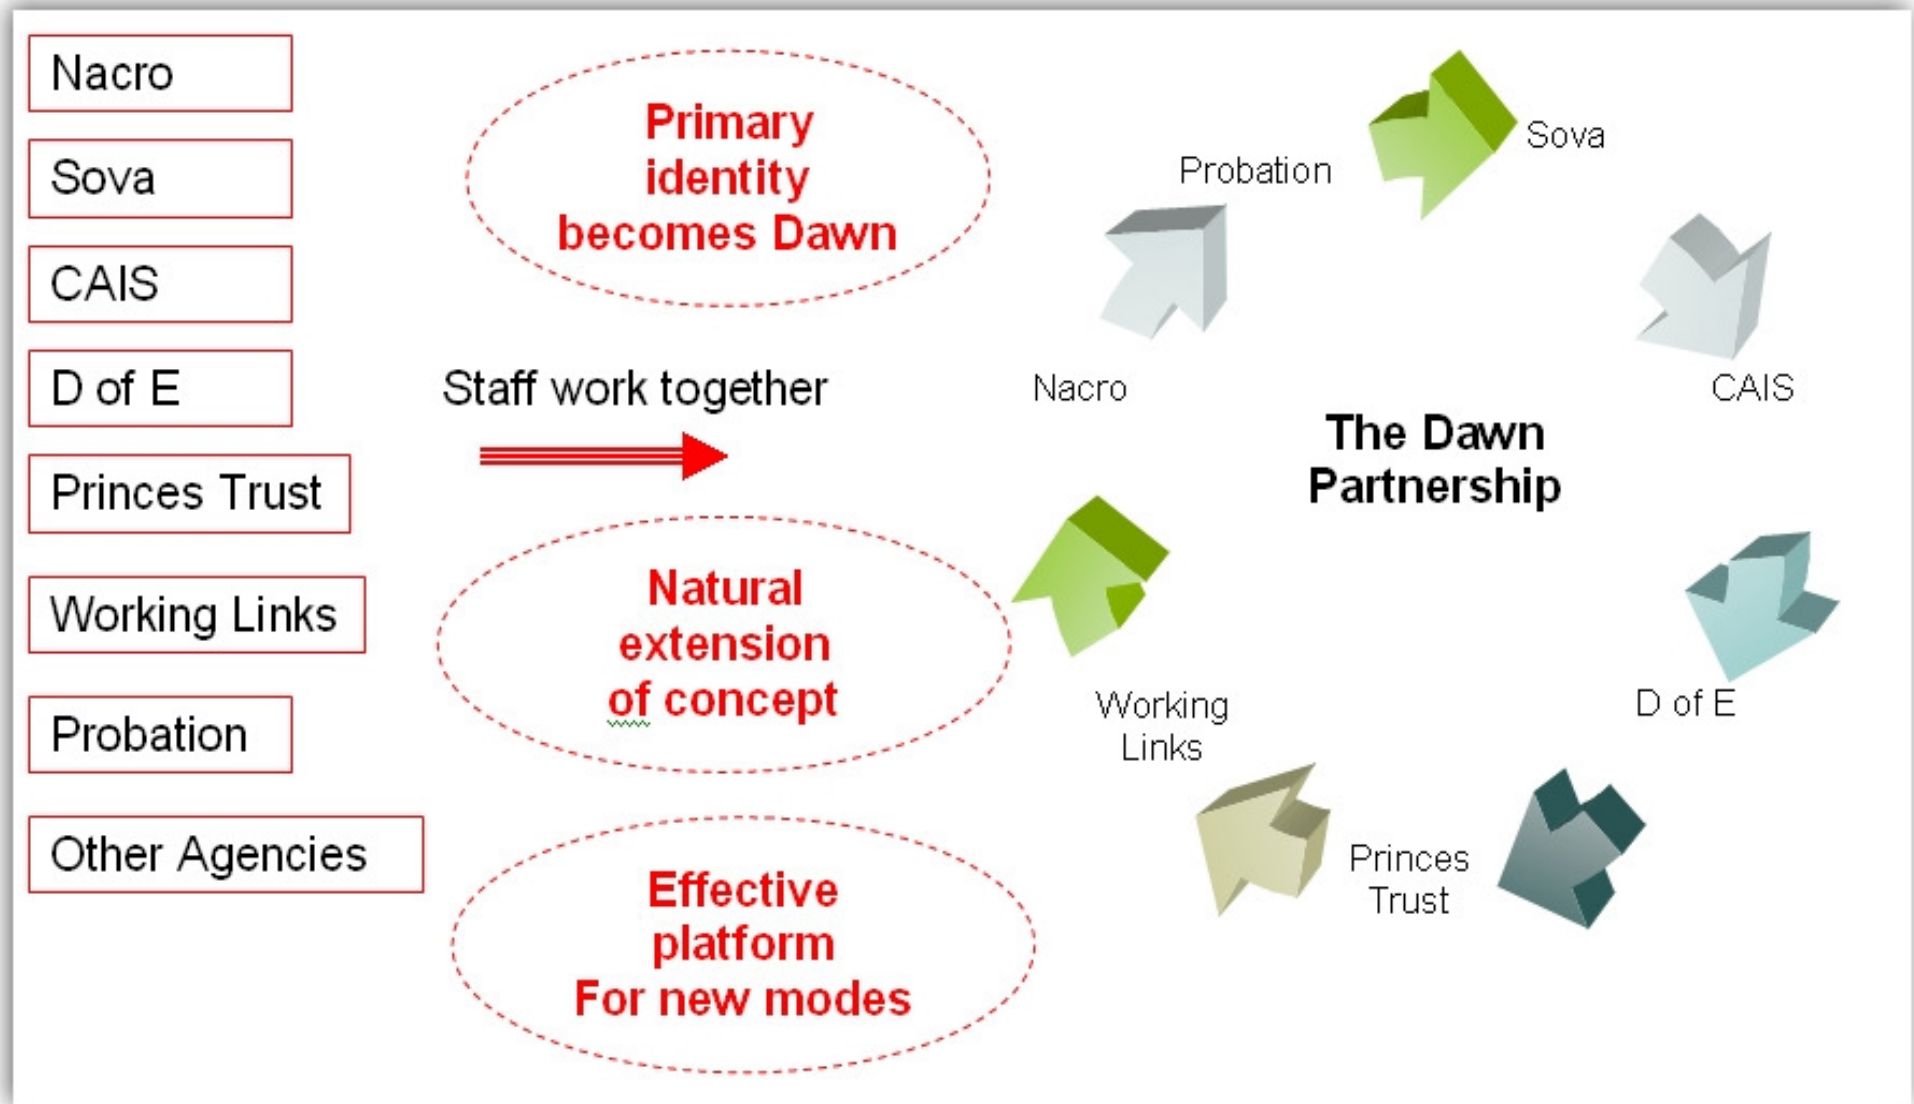 Nacro
Sova
CAIS
D of E
Princes Trust
Working Links
Probation
Other Agencies
Primary
identity
becomes Dawn
Staff work together
Natural
extension
of concept
Effective
platform
For new modes
Probation
Sova
Nacro
CAIS
The Dawn
Partnership
Working
Links
D of E
Princes
Trust